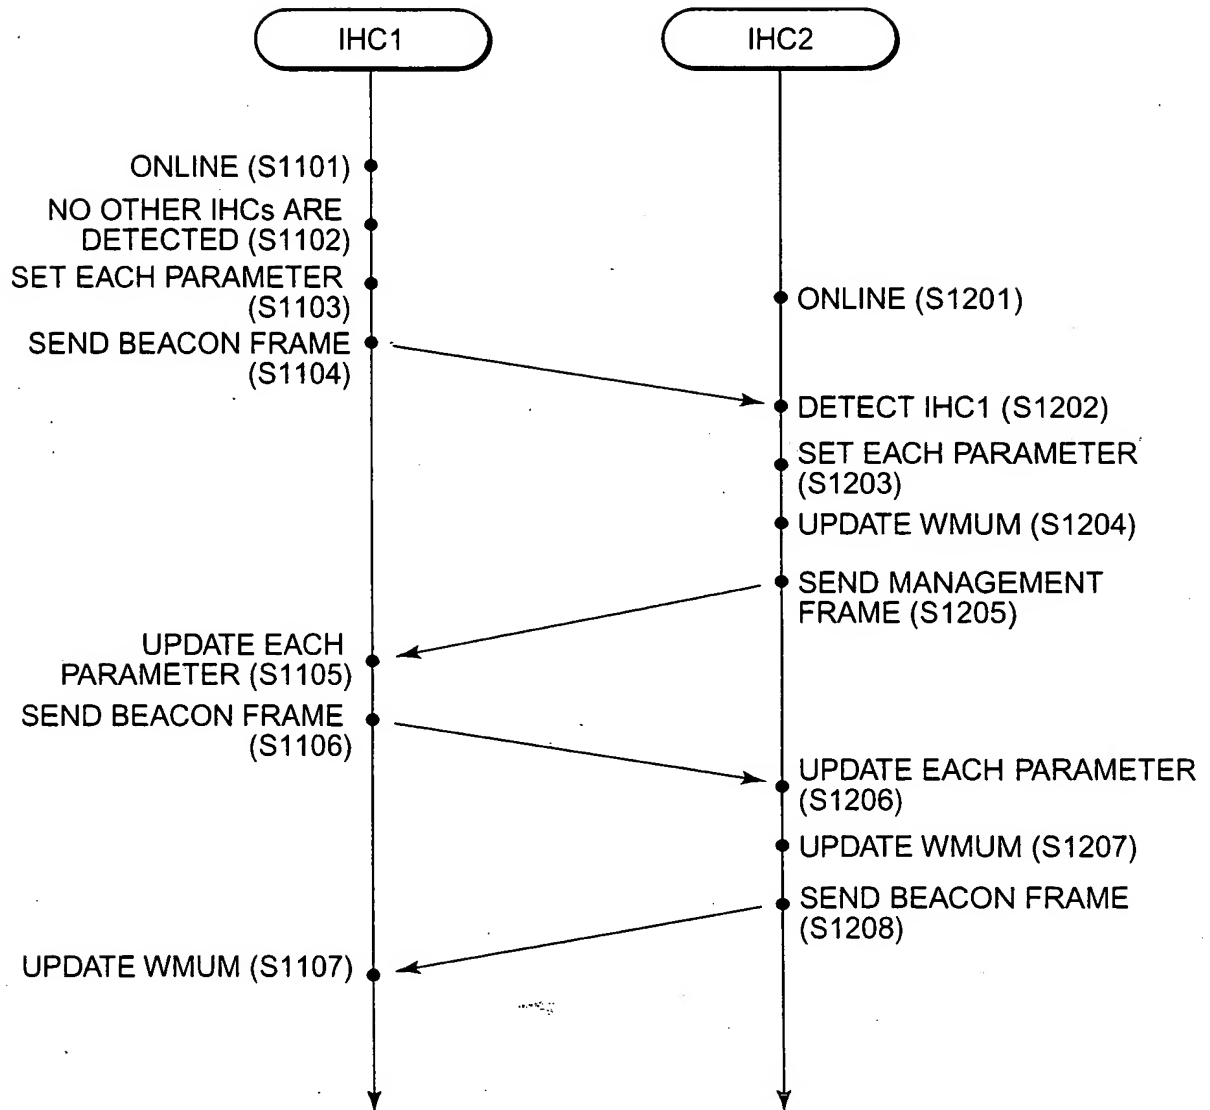 IHC1
IHC2
ONLINE (S1101)
NO OTHER IHCs ARE
DETECTED (S1102)
SET EACH PARAMETER
(S1103)
ONLINE (S1201)
SEND BEACON FRAME
(S1104)
DETECT IHC1 (S1202)
SET EACH PARAMETER
(S1203)
UPDATE WMUM (S1204)
SEND MANAGEMENT
FRAME (S1205)
UPDATE EACH
PARAMETER (S1105)
SEND BEACON FRAME
(S1106)
UPDATE EACH PARAMETER
(S1206)
UPDATE WMUM (S1207)
SEND BEACON FRAME
(S1208)
UPDATE WMUM (S1107)